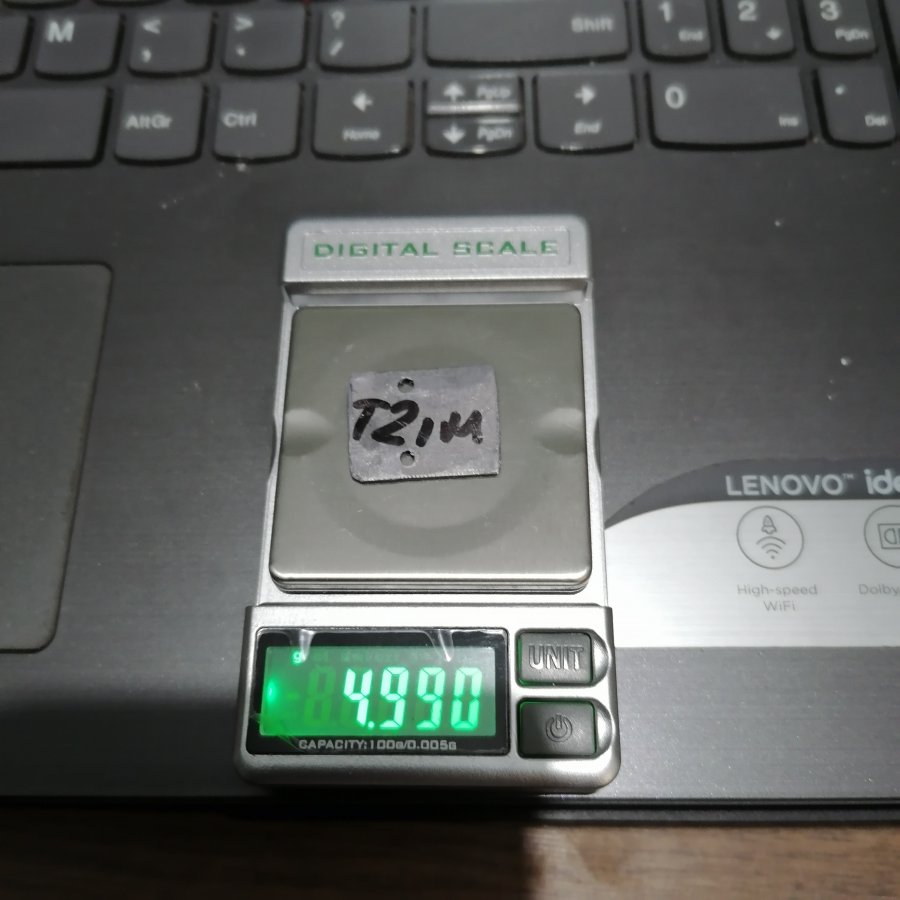 M
<
,
>
;
?
/
Shift
1
End
2
3
PgDn
AltGr
Ctrl
Home
PgUp
PgDn
End
0
Ins
.
Del
DIGITAL SCALE
T21M
LENOVO™ ide
High-speed
WiFi
Dolby
g
4.990
UNIT
CAPACITY:100g/0.005g